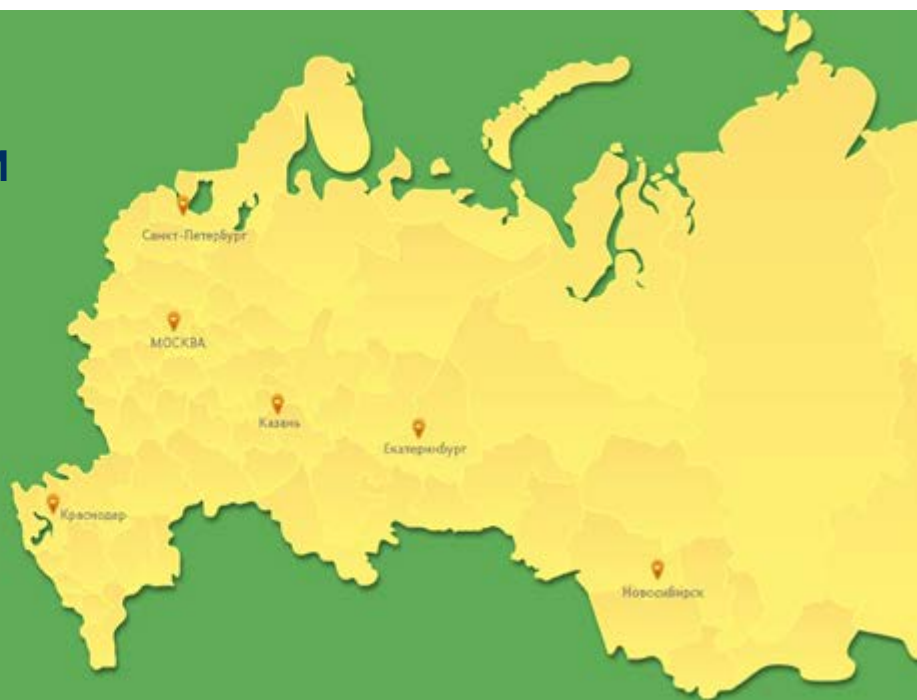 и
Санкт-Петербург
МОСКВА
Казань
Екатеринбург
Краснодар
Новосибирск